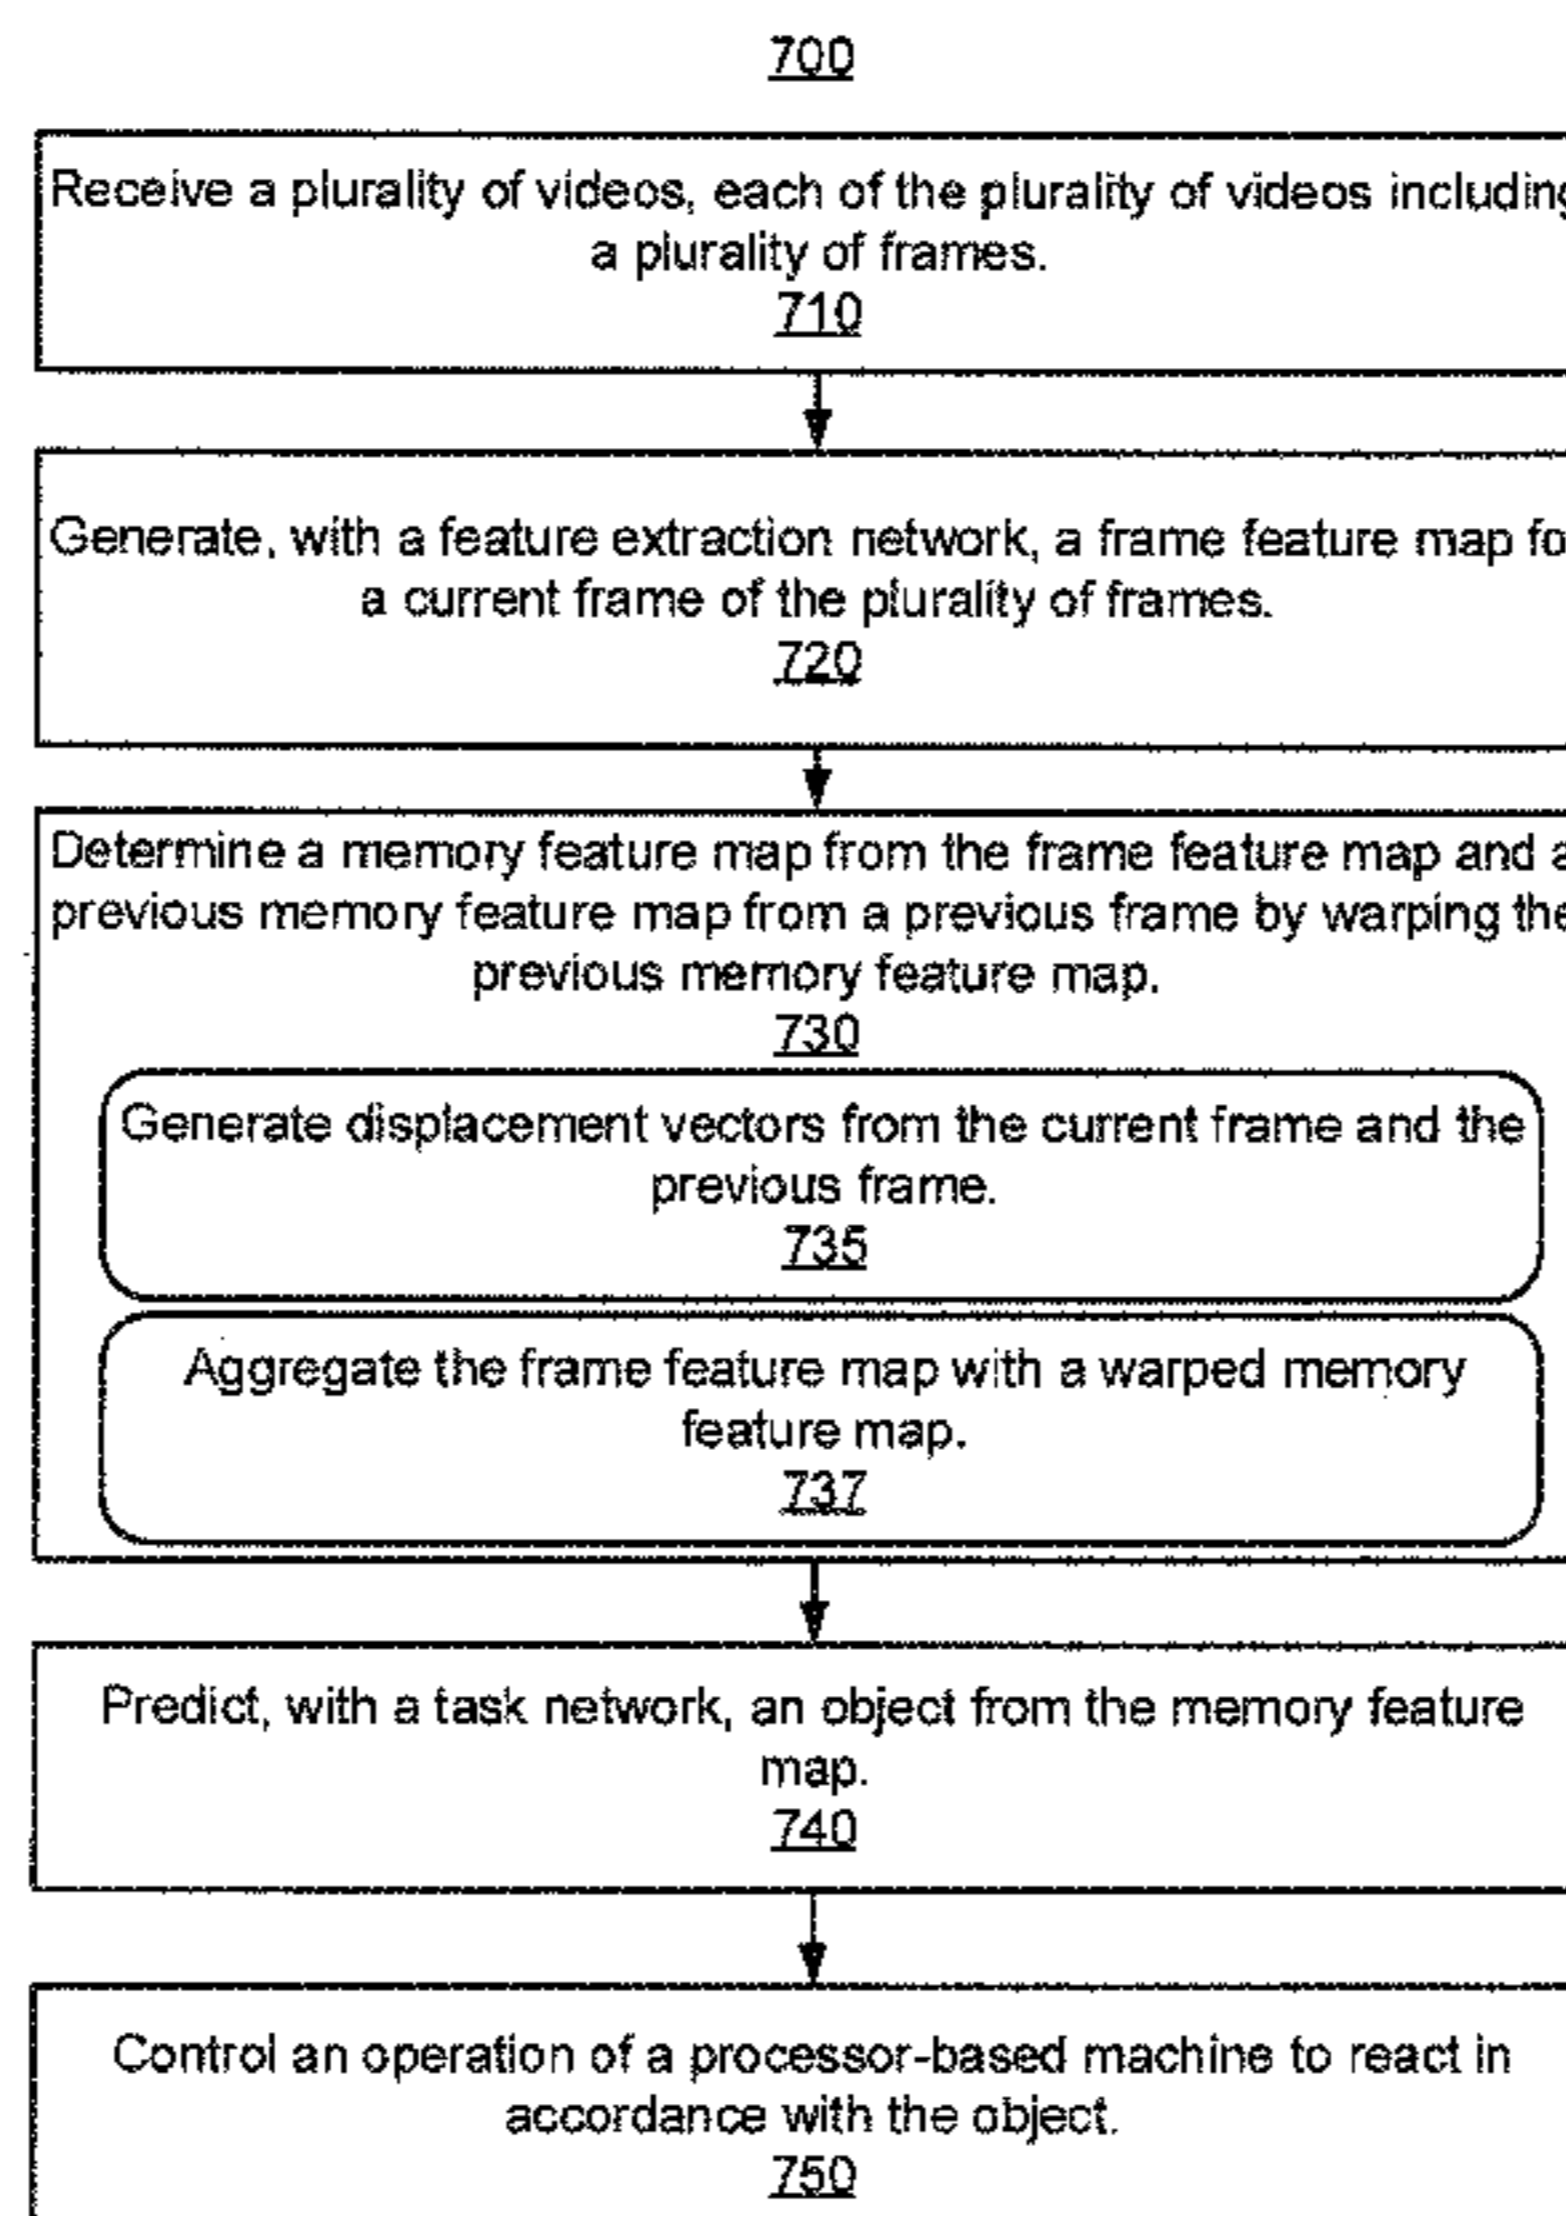 700
Receive a plurality of videos, each of the plurality of videos including
a plurality of frames.
710
Generate, with a feature extraction network, a frame feature map fo
a current frame of the plurality of frames.
720
Determine a memory feature map from the frame feature map and a
previous memory feature map from a previous frame by warping the
previous memory feature map.
730
Generate displacement vectors from the current frame and the
previous frame.
735
Aggregate the frame feature map with a warped memory
feature map.
737
Predict, with a task network, an object from the memory feature
map.
740
Control an operation of a processor-based machine to react in
accordance with the object.
750